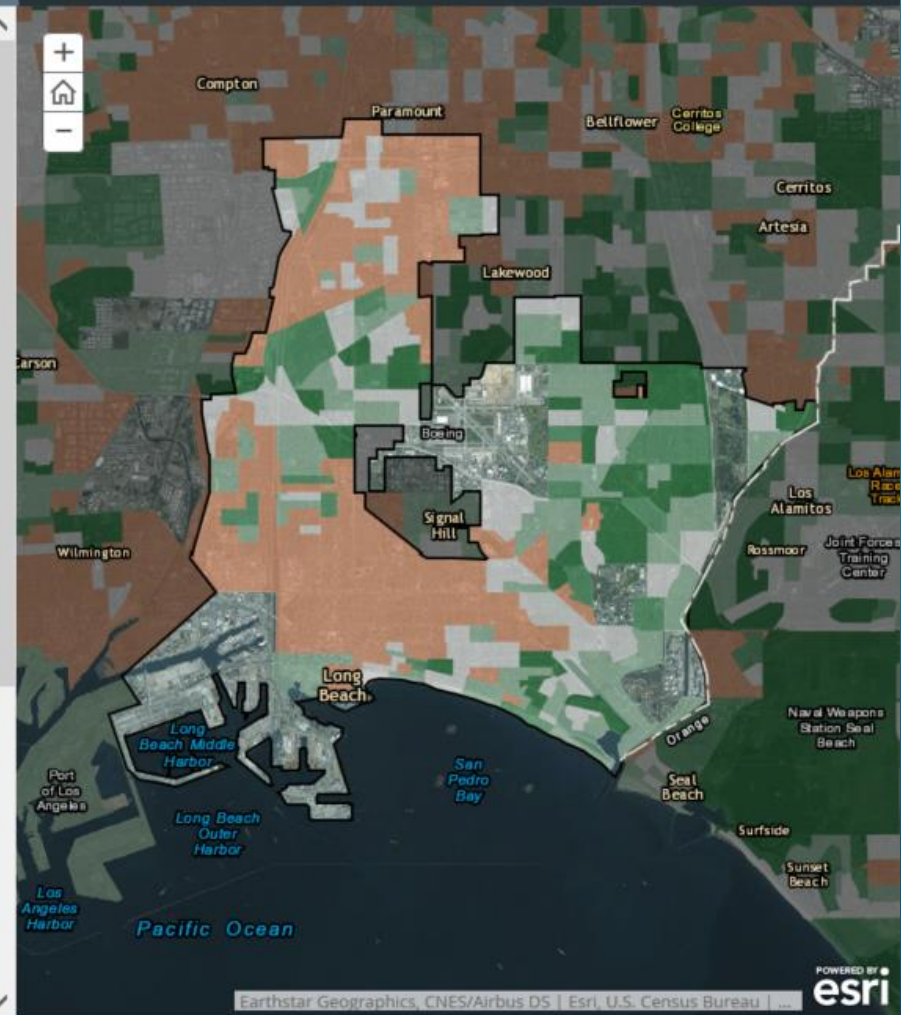 +
−
Compton
Paramount
Bellflower
Cerritos
College
Cerritos
Artesia
Lakewood
Boeing
Signal
Hill
Los
Alamitos
Rossmoor
Joint Forces
Training
Center
Wilmington
Long
Beach
Long
Beach Middle
Harbor
Port
of Los
Angeles
Long Beach
Outer
Harbor
San
Pedro
Bay
Orange
Naval Weapons
Station Seal
Beach
Seal
Beach
Surfside
Sunset
Beach
Los
Angeles
Harbor
Pacific Ocean
POWERED BY
esri
Earthstar Geographics, CNES/Airbus DS | Esri, U.S. Census Bureau | ...